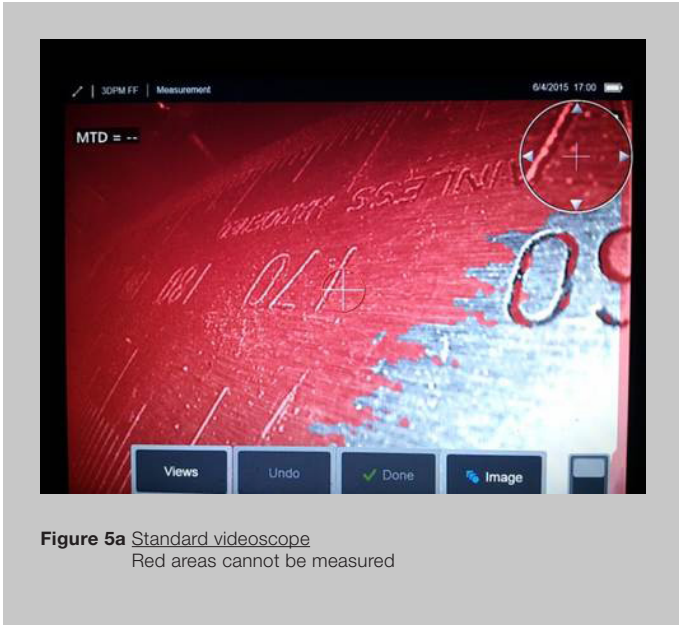 3DPM FF Measurement 6/4/2015 17:00
MTD = --
Views Undo Done Image
Figure 5a Standard videoscope
Red areas cannot be measured